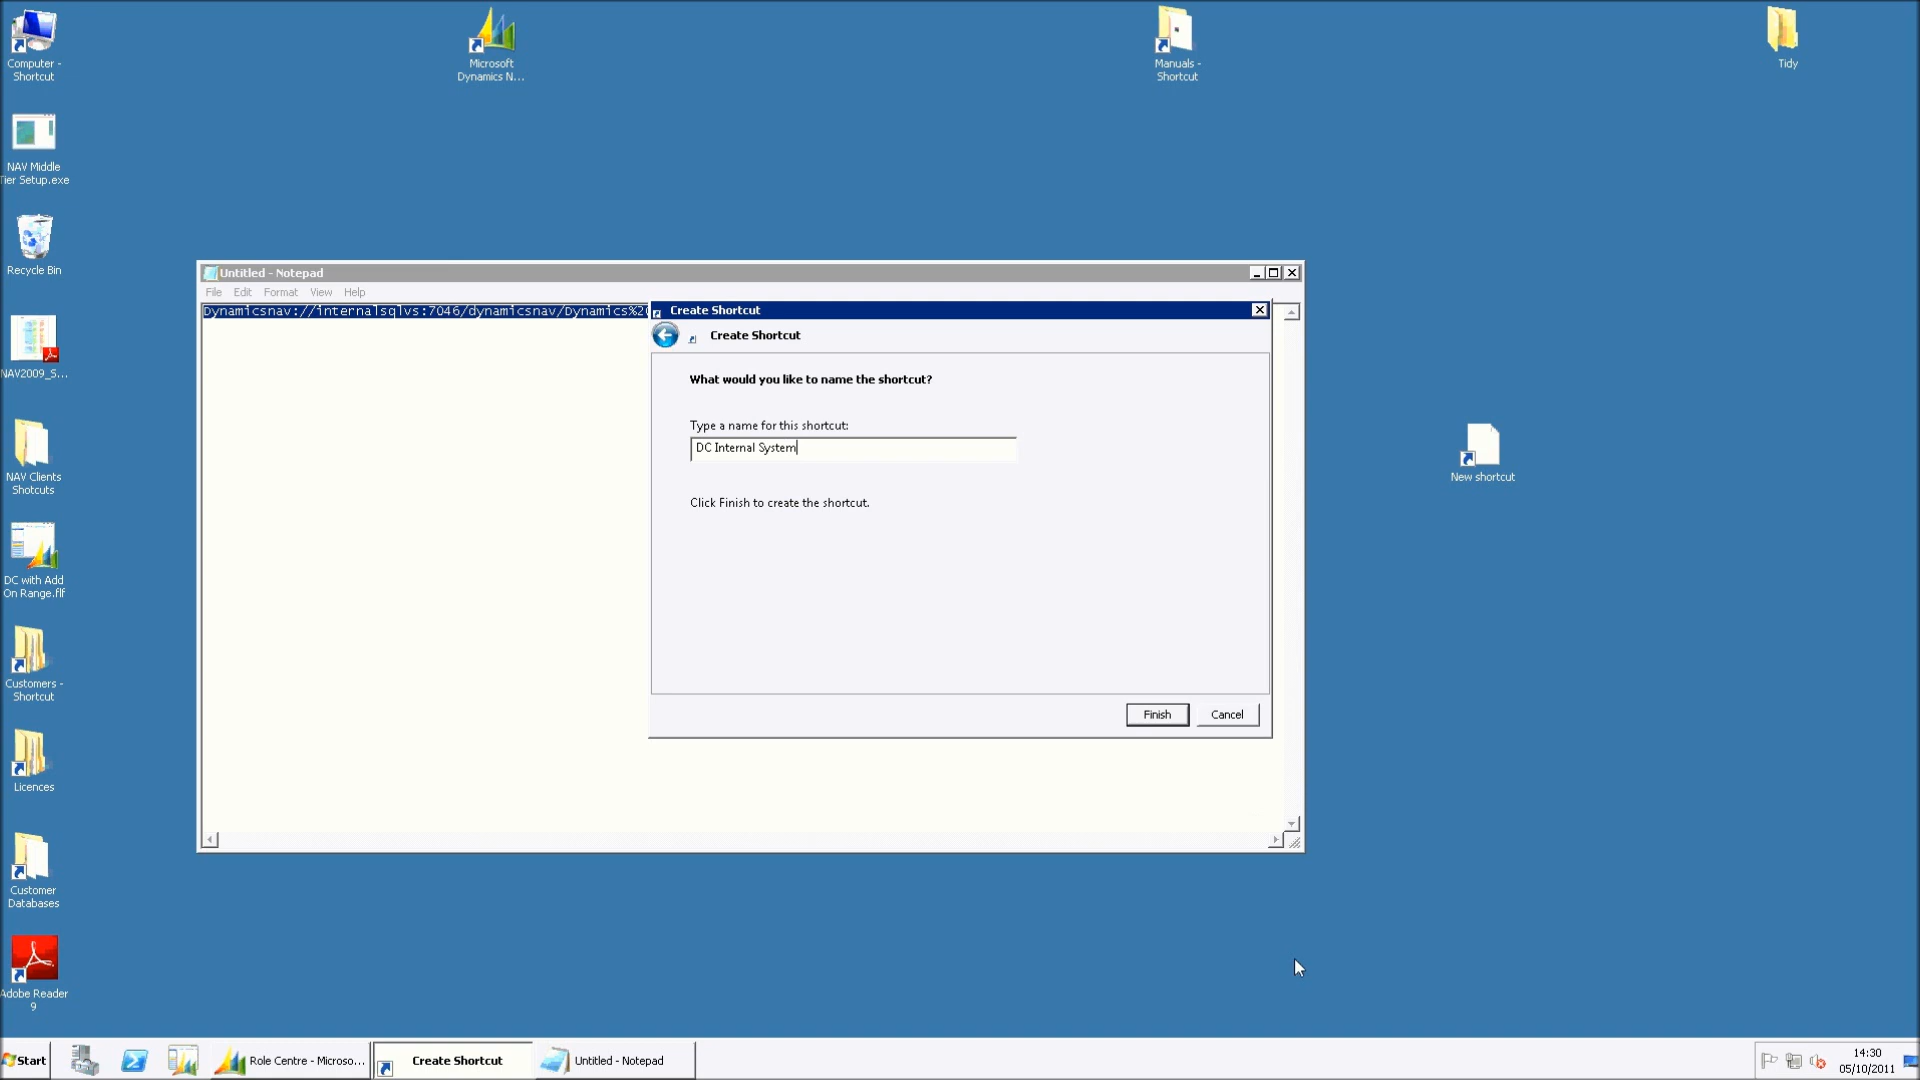 Computer -
Shortcut
Microsoft
Dynamics N...
Manuals -
Shortcut
Tidy
NAV Middle
Tier Setup.exe
Recycle Bin
NAV2009_S...
NAV Clients
Shotcuts
DC with Add
On Range.flf
Customers -
Shortcut
Licences
Customer
Databases
Adobe Reader
9
Untitled - Notepad
File Edit Format View Help
Dynamicsnav://internalsqlvs:7046/dynamicsnav/Dynamics%20
Create Shortcut
Create Shortcut
What would you like to name the shortcut?
Type a name for this shortcut:
DC Internal System
Click Finish to create the shortcut.
Finish Cancel
New shortcut
Start
Role Centre - Microso...
Create Shortcut
Untitled - Notepad
14:30
05/10/2011